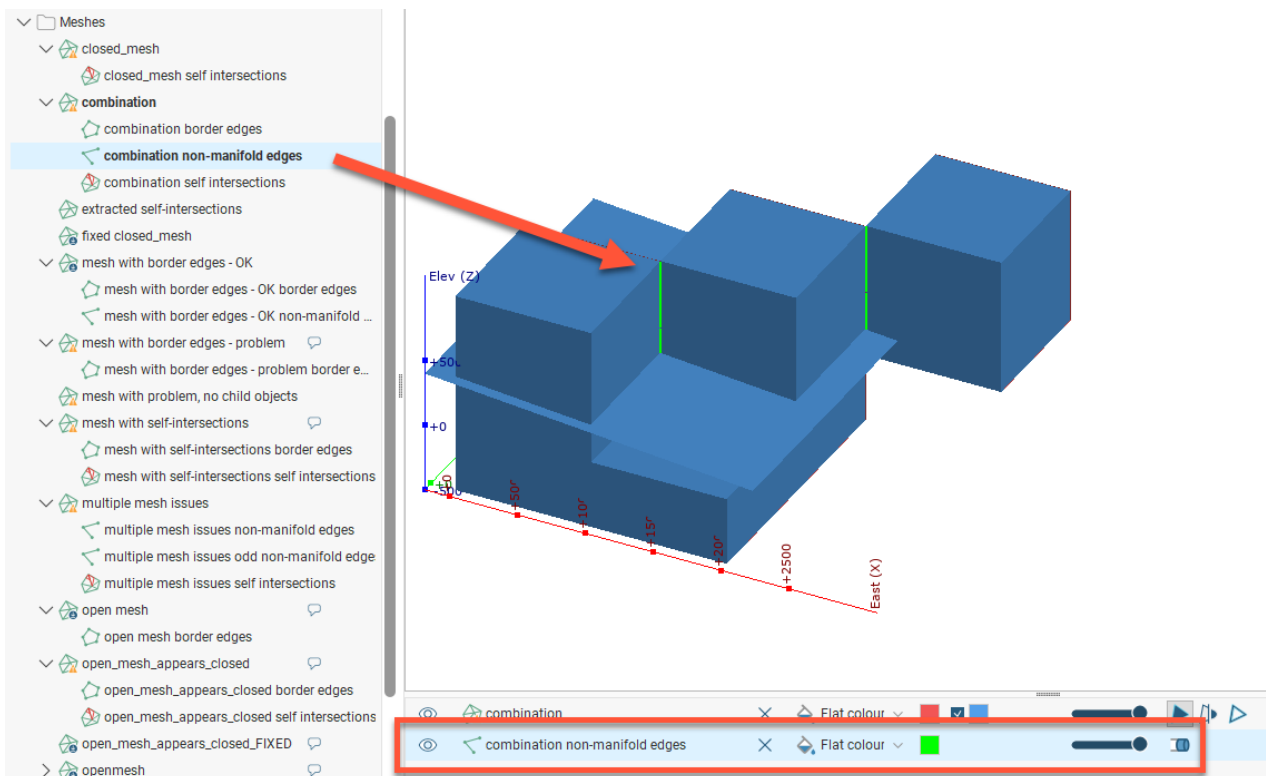 Meshes
closed_mesh
closed_mesh self intersections
combination
combination border edges
combination non-manifold edges
combination self intersections
extracted self-intersections
fixed closed_mesh
mesh with border edges - OK
mesh with border edges - OK border edges
mesh with border edges - OK non-manifold ...
mesh with border edges - problem
mesh with border edges - problem border e...
mesh with problem, no child objects
mesh with self-intersections
mesh with self-intersections border edges
mesh with self-intersections self intersections
multiple mesh issues
multiple mesh issues non-manifold edges
multiple mesh issues odd non-manifold edge
multiple mesh issues self intersections
open mesh
open mesh border edges
open_mesh_appears_closed
open_mesh_appears_closed border edges
open_mesh_appears_closed self intersections
open_mesh_appears_closed_FIXED
openmesh
Elev (Z)
+500
+0
-500
+0
+50
+10
+15
+20
+2500
East (X)
combination Flat colour
combination non-manifold edges Flat colour